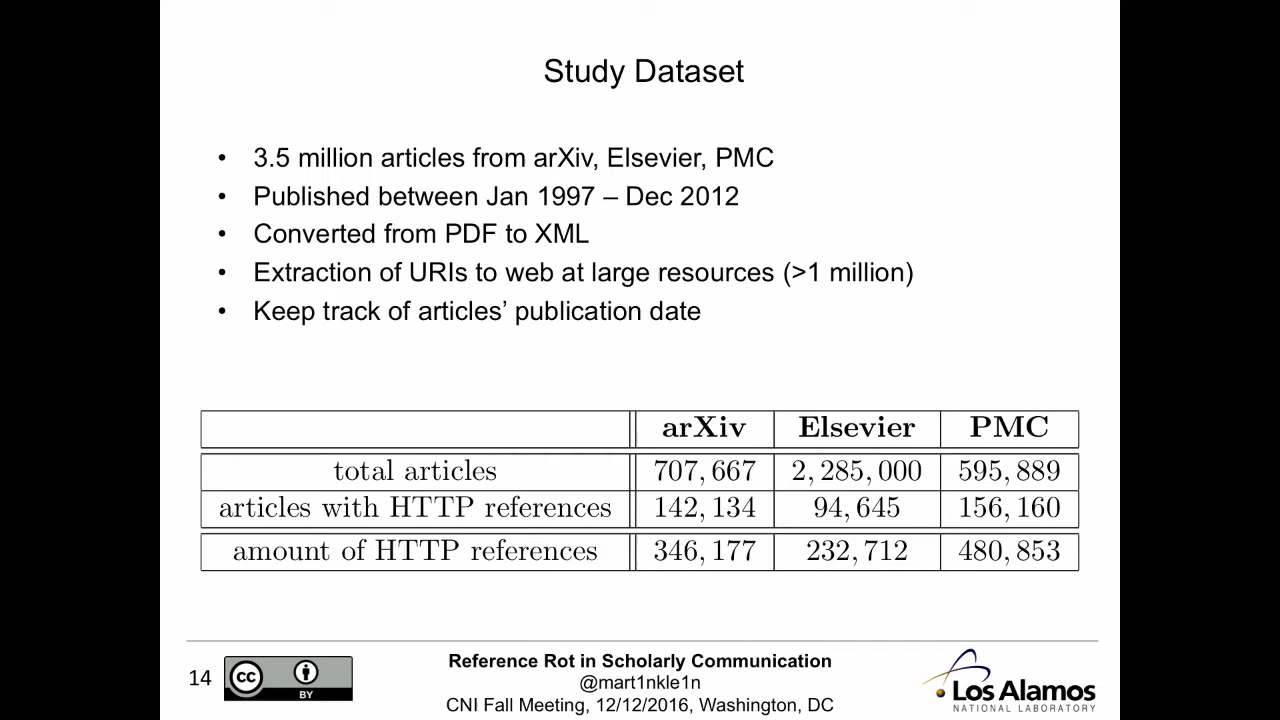 Study Dataset
• 3.5 million articles from arXiv, Elsevier, PMC
• Published between Jan 1997 – Dec 2012
• Converted from PDF to XML
• Extraction of URIs to web at large resources (>1 million)
• Keep track of articles’ publication date
arXiv Elsevier PMC
total articles 707,667 2,285,000 595,889
articles with HTTP references 142,134 94,645 156,160
amount of HTTP references 346,177 232,712 480,853
14
cc
BY
Reference Rot in Scholarly Communication
@mart1nkle1n
CNI Fall Meeting, 12/12/2016, Washington, DC
Los Alamos
NATIONAL LABORATORY